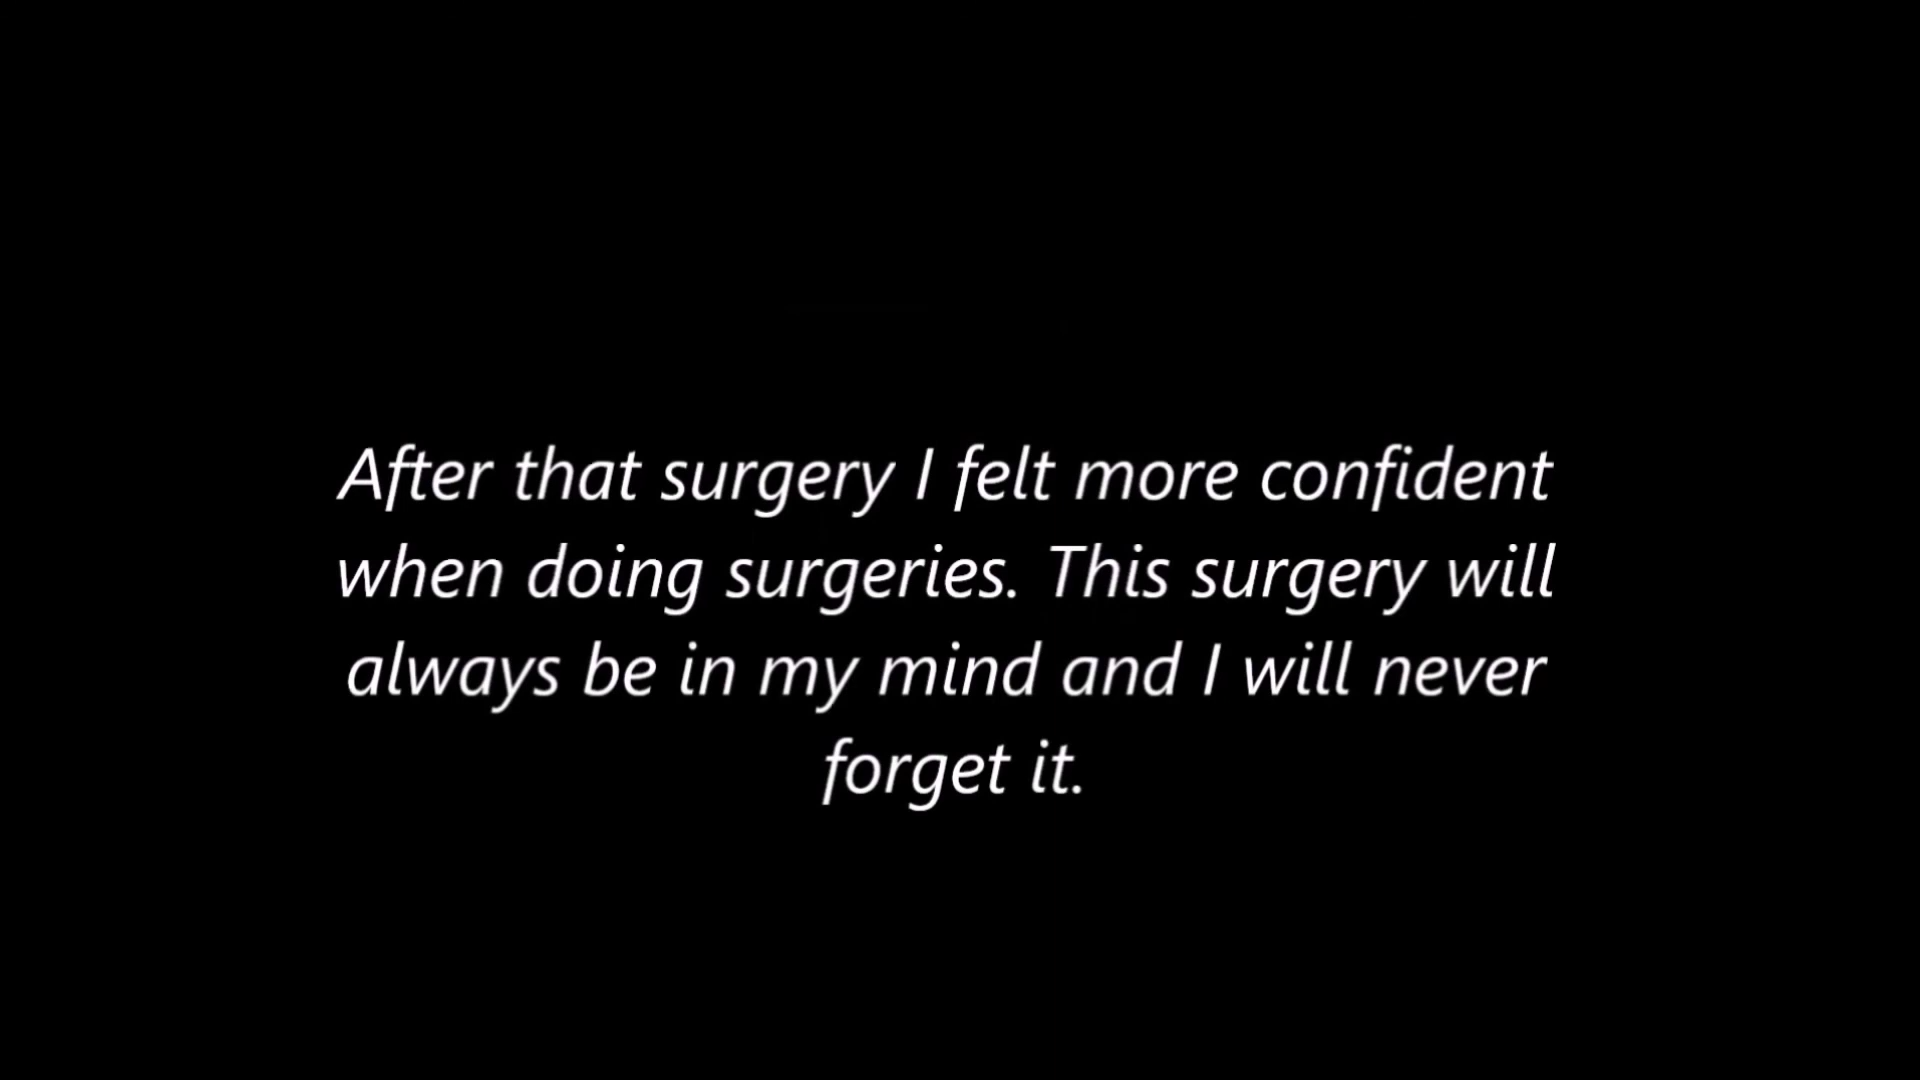 After that surgery I felt more confident
when doing surgeries. This surgery will
always be in my mind and I will never
forget it.